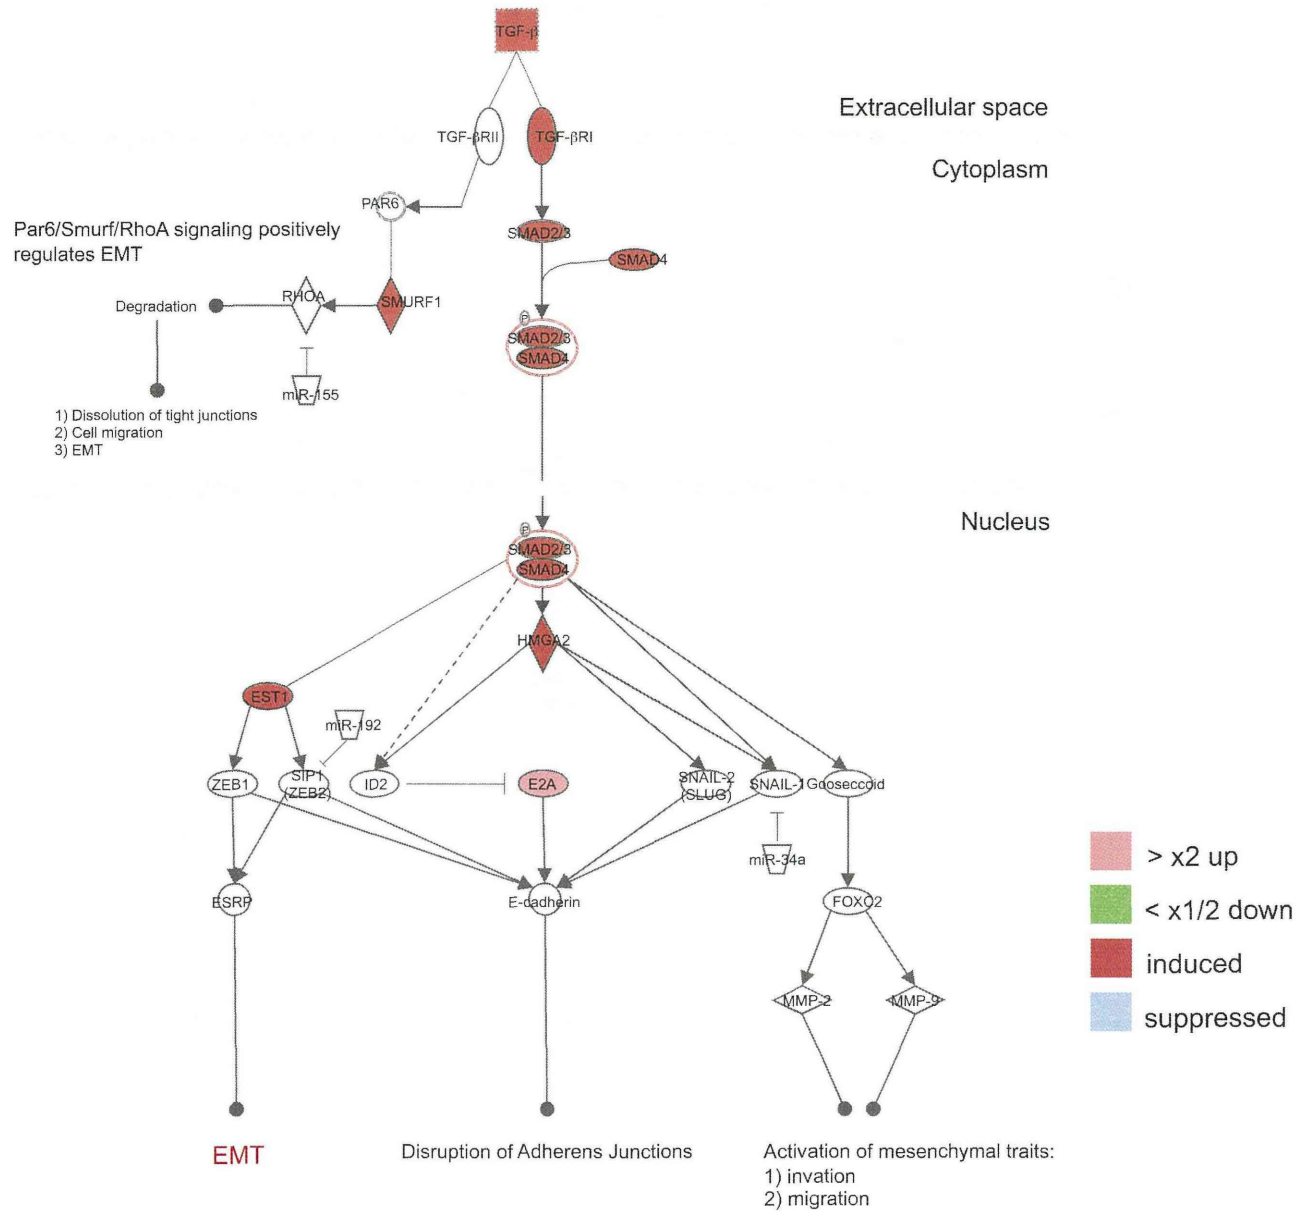 TGF-β
Extracellular space
TGF-βRII
TGF-βRI
Cytoplasm
PAR6
Par6/Smurf/RhoA signaling positively
regulates EMT
SMAD2/3
SMAD4
Degradation
RHOA
SMURF1
P
SMAD2/3
SMAD4
miR-155
1) Dissolution of tight junctions
2) Cell migration
3) EMT
Nucleus
P
SMAD2/3
SMAD4
HMGA2
EST1
miR-192
ZEB1
SIP1
(ZEB2)
ID2
E2A
SNAIL-2
(SLUG)
SNAIL-1
Gooseccoid
miR-34a
ESRP
E-cadherin
FOXC2
MMP-2
MMP-9
> x2 up
< x1/2 down
induced
suppressed
EMT
Disruption of Adherens Junctions
Activation of mesenchymal traits:
1) invation
2) migration